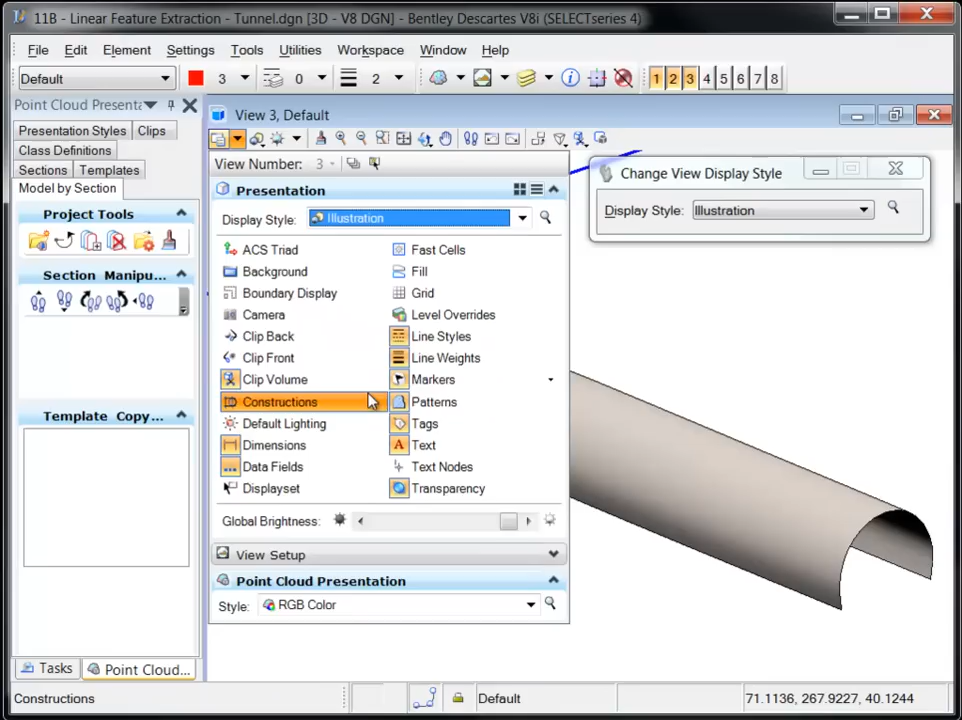 11B - Linear Feature Extraction - Tunnel.dgn [3D - V8 DGN] - Bentley Descartes V8i (SELECTseries 4)
File Edit Element Settings Tools Utilities Workspace Window Help
Default 3 0 2 1 2 3 4 5 6 7 8
Point Cloud Presenta
View 3, Default
Presentation Styles Clips
Class Definitions
Sections Templates
Model by Section
Project Tools
Section Manipu...
Template Copy...
View Number: 3
Presentation
Display Style: Illustration
ACS Triad Fast Cells
Background Fill
Boundary Display Grid
Camera Level Overrides
Clip Back Line Styles
Clip Front Line Weights
Clip Volume Markers
Constructions Patterns
Default Lighting Tags
Dimensions Text
Data Fields Text Nodes
Displayset Transparency
Global Brightness:
View Setup
Point Cloud Presentation
Style: RGB Color
Change View Display Style
Display Style: Illustration
Tasks Point Cloud...
Constructions Default 71.1136, 267.9227, 40.1244